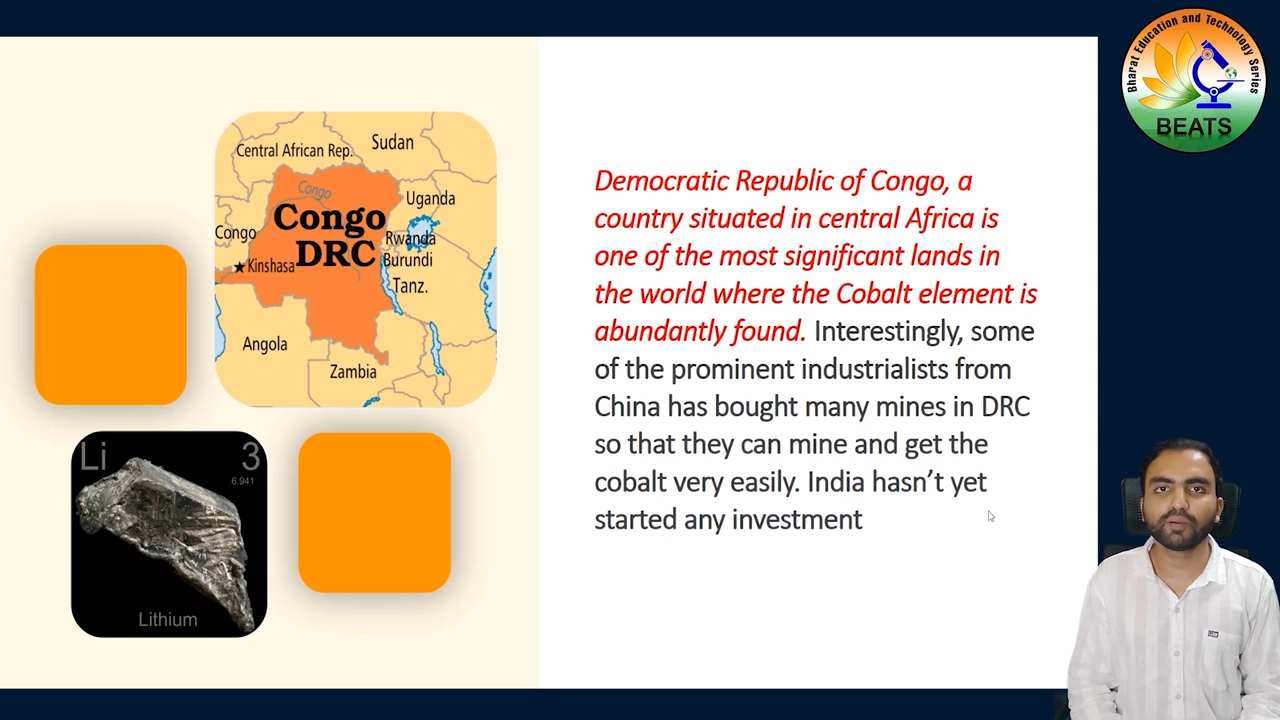 Bharat Education and Technology Series
BEATS
Central African Rep.
Sudan
Congo
Uganda
Congo
DRC
Congo
Rwanda
Kinshasa
Burundi
Tanz.
Angola
Zambia
Li
3
6.941
Lithium
Democratic Republic of Congo, a
country situated in central Africa is
one of the most significant lands in
the world where the Cobalt element is
abundantly found. Interestingly, some
of the prominent industrialists from
China has bought many mines in DRC
so that they can mine and get the
cobalt very easily. India hasn’t yet
started any investment